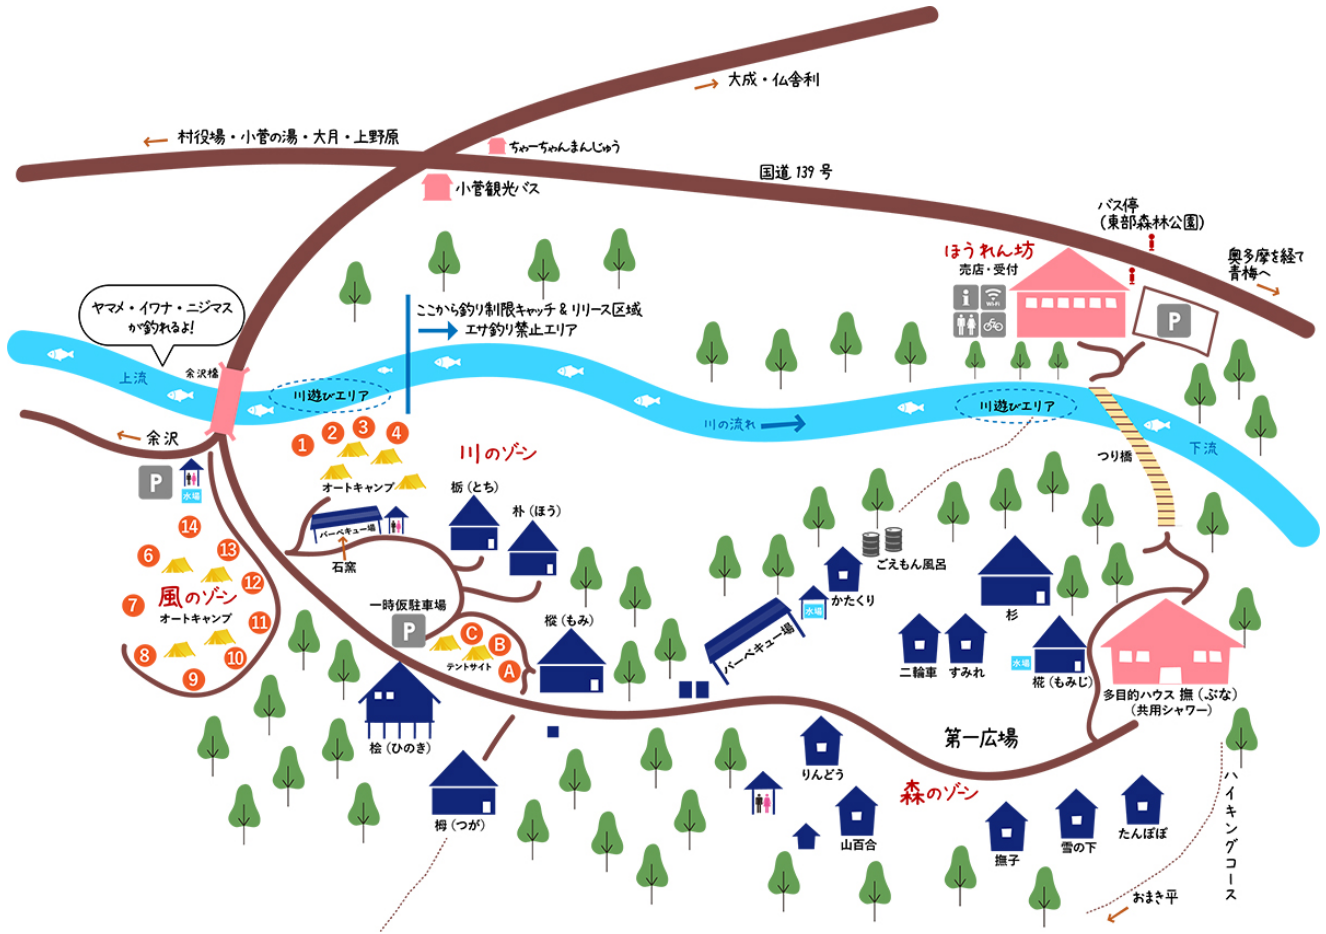 大成・仏舎利
村役場・小菅の湯・大月・上野原
ちゃーちゃんまんじゅう
国道 139 号
小菅観光バス
バス停
(東部森林公園)
ほうれん坊
売店・受付
奥多摩を経て
青梅へ
i
Wi-Fi
P
ヤマメ・イワナ・ニジマス
が釣れるよ!
ここから釣り制限キャッチ & リリース区域
エサ釣り禁止エリア
上流
余沢橋
川遊びエリア
川遊びエリア
川の流れ
つり橋
下流
余沢
P
水場
1
2
3
4
オートキャンプ
川のゾーン
栃 (とち)
朴 (ほう)
バーベキュー場
石窯
14
6
13
12
7
風のゾーン
オートキャンプ
11
8
10
9
一時仮駐車場
P
C
B
A
テントサイト
樅 (もみ)
桧 (ひのき)
栂 (つが)
ごえもん風呂
かたくり
水場
バーベキュー場
杉
二輪車
すみれ
水場
椛 (もみじ)
多目的ハウス 撫 (ぶな)
(共用シャワー)
第一広場
りんどう
森のゾーン
山百合
撫子
雪の下
たんぽぽ
ハイキングコース
おまき平